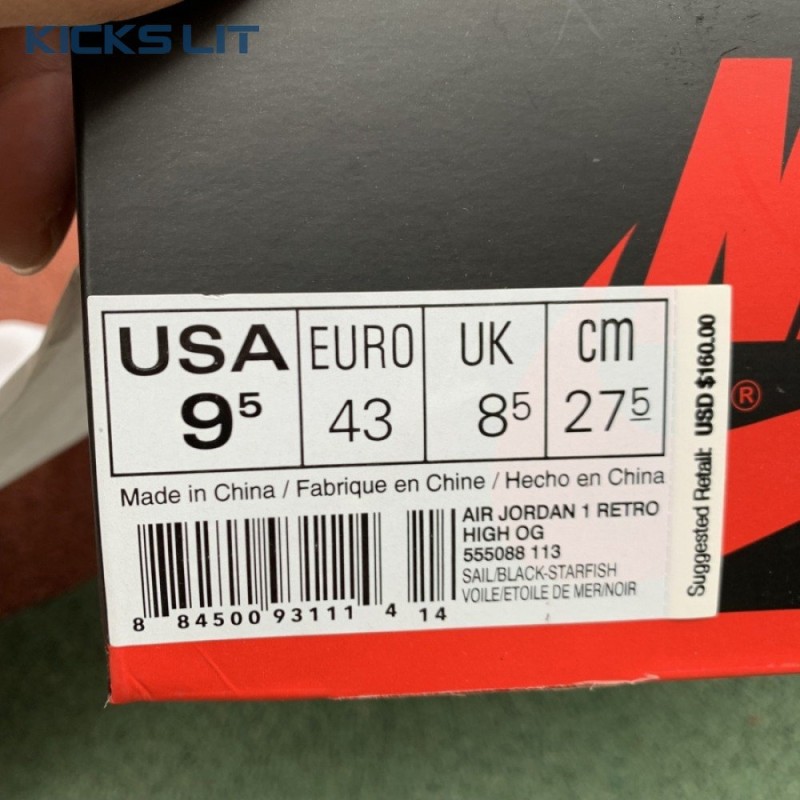 KICKS LIT
USA EURO UK cm
9⁵ 43 8⁵ 27⁵
Made in China / Fabrique en Chine / Hecho en China
AIR JORDAN 1 RETRO
HIGH OG
555088 113
SAIL/BLACK-STARFISH
VOILE/ETOILE DE MER/NOIR
8 84500 93111 4 14
Suggested Retail: USD $160.00
®